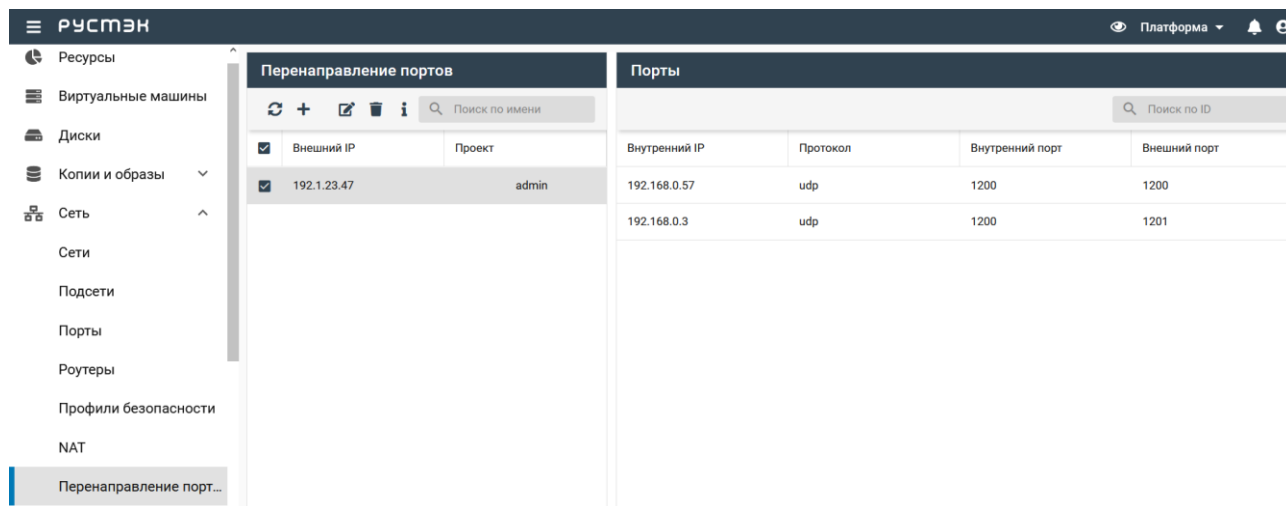 РУСТЭК
Платформа
Ресурсы
Виртуальные машины
Диски
Копии и образы
Сеть
Сети
Подсети
Порты
Роутеры
Профили безопасности
NAT
Перенаправление порт...
Перенаправление портов
Поиск по имени
Внешний IP Проект
192.1.23.47 admin
Порты
Поиск по ID
Внутренний IP Протокол Внутренний порт Внешний порт
192.168.0.57 udp 1200 1200
192.168.0.3 udp 1200 1201